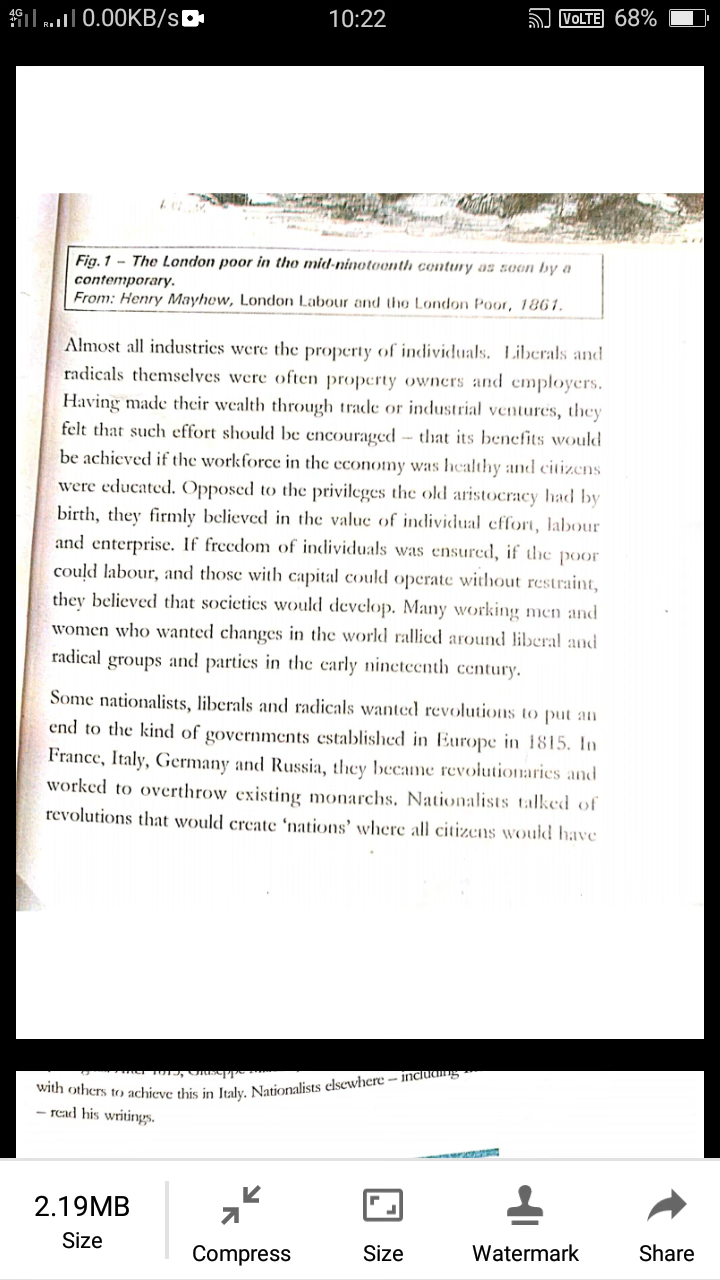 4G R 0.00KB/s 10:22 VoLTE 68%
Fig. 1 – The London poor in the mid-nineteenth century as seen by a
contemporary.
From: Henry Mayhew, London Labour and the London Poor, 1861.
Almost all industries were the property of individuals. Liberals and
radicals themselves were often property owners and employers.
Having made their wealth through trade or industrial ventures, they
felt that such effort should be encouraged – that its benefits would
be achieved if the workforce in the economy was healthy and citizens
were educated. Opposed to the privileges the old aristocracy had by
birth, they firmly believed in the value of individual effort, labour
and enterprise. If freedom of individuals was ensured, if the poor
could labour, and those with capital could operate without restraint,
they believed that societies would develop. Many working men and
women who wanted changes in the world rallied around liberal and
radical groups and parties in the early nineteenth century.
Some nationalists, liberals and radicals wanted revolutions to put an
end to the kind of governments established in Europe in 1815. In
France, Italy, Germany and Russia, they became revolutionaries and
worked to overthrow existing monarchs. Nationalists talked of
revolutions that would create ‘nations’ where all citizens would have
with others to achieve this in Italy. Nationalists elsewhere – including
– read his writings.
2.19MB
Size Compress Size Watermark Share